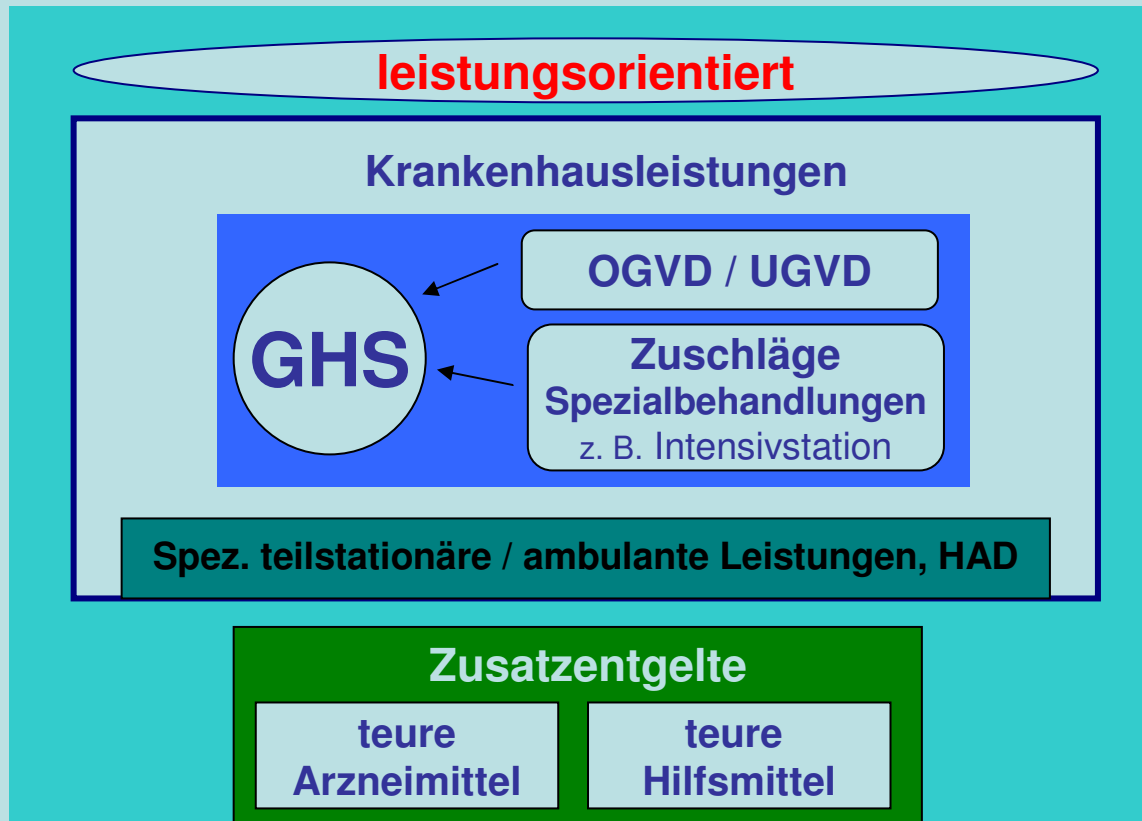 leistungsorientiert
Krankenhausleistungen
GHS
OGVD / UGVD
Zuschläge
Spezialbehandlungen
z. B. Intensivstation
Spez. teilstationäre / ambulante Leistungen, HAD
Zusatzentgelte
teure
Arzneimittel
teure
Hilfsmittel